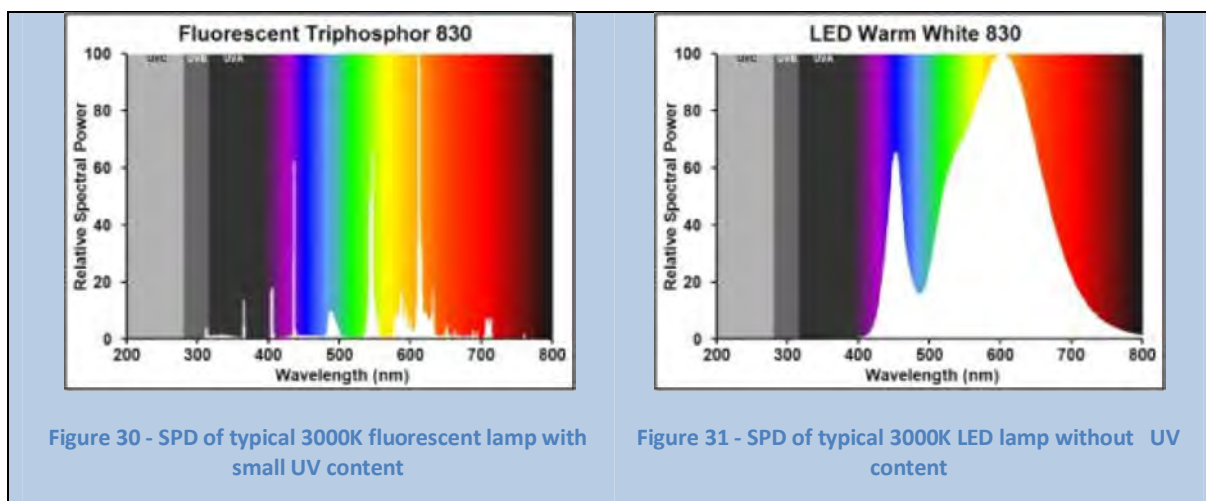 Fluorescent Triphosphor 830
100
80
60
40
20
0
Relative Spectral Power
UVC UVB UVA
200 300 400 500 600 700 800
Wavelength (nm)
Figure 30 - SPD of typical 3000K fluorescent lamp with
small UV content
LED Warm White 830
100
80
60
40
20
0
Relative Spectral Power
UVC UVB UVA
200 300 400 500 600 700 800
Wavelength (nm)
Figure 31 - SPD of typical 3000K LED lamp without UV
content